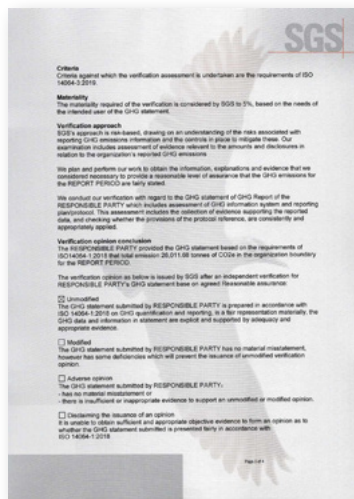 SGS
Criteria
Criteria against which the verification assessment is undertaken are the requirements of ISO
14064-3:2019.
Materiality
The materiality required of the verification is considered by SGS to 5%, based on the needs of
the intended user of the GHG statement.
Verification approach
SGS's approach is risk-based, drawing on an understanding of the risks associated with
reporting GHG emissions information and the controls in place to mitigate these. Our
examination includes assessment of evidence relevant to the amounts and disclosures in
relation to the organization's reported GHG emissions
We plan and perform our work to obtain the information, explanations and evidence that we
considered necessary to provide a reasonable level of assurance that the GHG emissions for
the REPORT PERIOD are fairly stated.
We conduct our verification with regard to the GHG statement of GHG Report of the
RESPONSIBLE PARTY which includes assessment of GHG information system and reporting
plan/protocol. This assessment includes the collection of evidence supporting the reported
data, and checking whether the provisions of the protocol reference, are consistently and
appropriately applied.
Verification opinion conclusion
The RESPONSIBLE PARTY provided the GHG statement based on the requirements of
ISO14064-1:2018 that total emission 26,011.68 tonnes of CO2e in the organization boundary
for the REPORT PERIOD.
The verification opinion as below is issued by SGS after an independent verification for
RESPONSIBLE PARTY's GHG statement base on agreed Reasonable assurance:
☒ Unmodified
The GHG statement submitted by RESPONSIBLE PARTY is prepared in accordance with
ISO 14064-1:2018 on GHG quantification and reporting, is a fair representation materially, the
GHG data and information in statement are explicit and supported by adequacy and
appropriate evidence.
☐ Modified
The GHG statement submitted by RESPONSIBLE PARTY has no material misstatement,
however has some deficiencies which will prevent the issuance of unmodified verification
opinion.
☐ Adverse opinion
The GHG statement submitted by RESPONSIBLE PARTY:
- has no material misstatement or
- there is insufficient or inappropriate evidence to support an unmodified or modified opinion.
☐ Disclaiming the issuance of an opinion
It is unable to obtain sufficient and appropriate objective evidence to form an opinion as to
whether the GHG statement submitted is presented fairly in accordance with
ISO 14064-1:2018